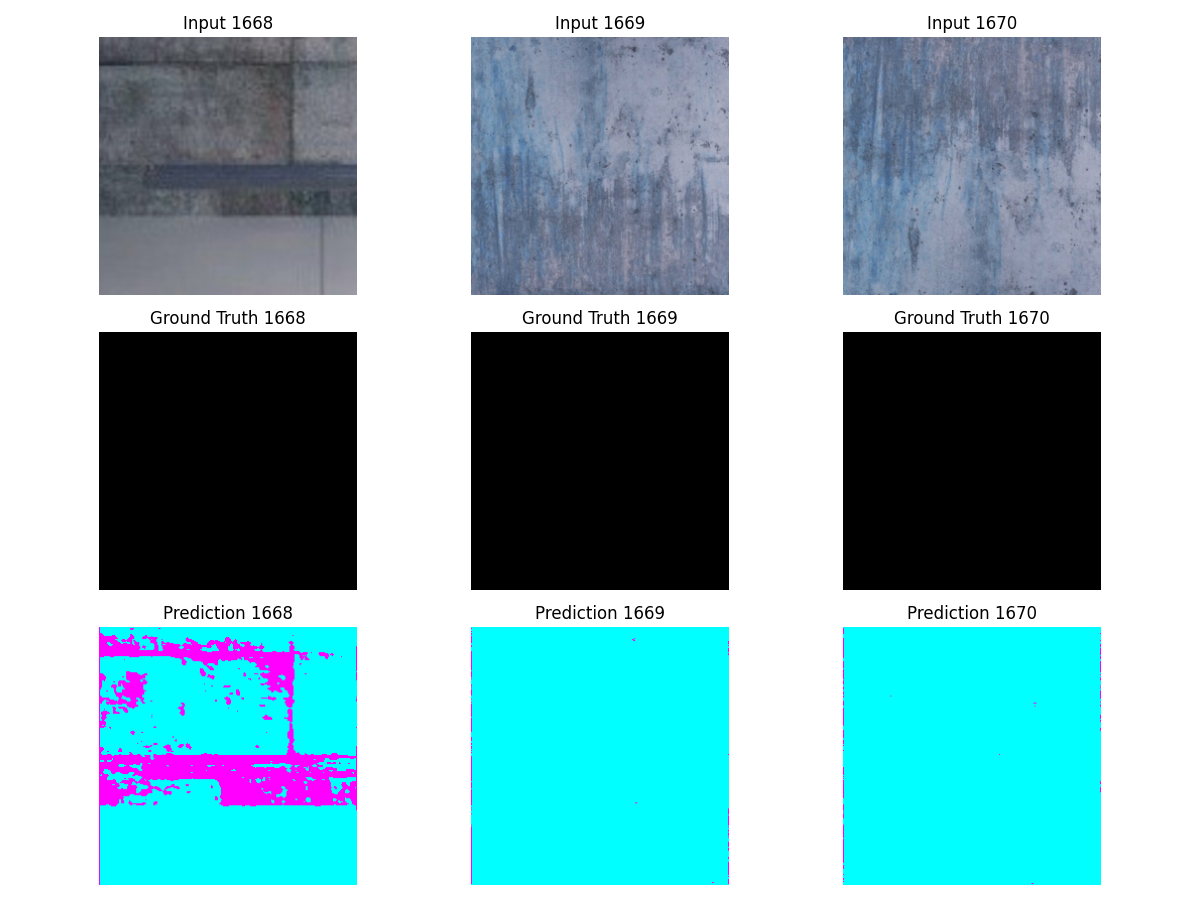 Input 1668
Input 1669
Input 1670
Ground Truth 1668
Ground Truth 1669
Ground Truth 1670
Prediction 1668
Prediction 1669
Prediction 1670